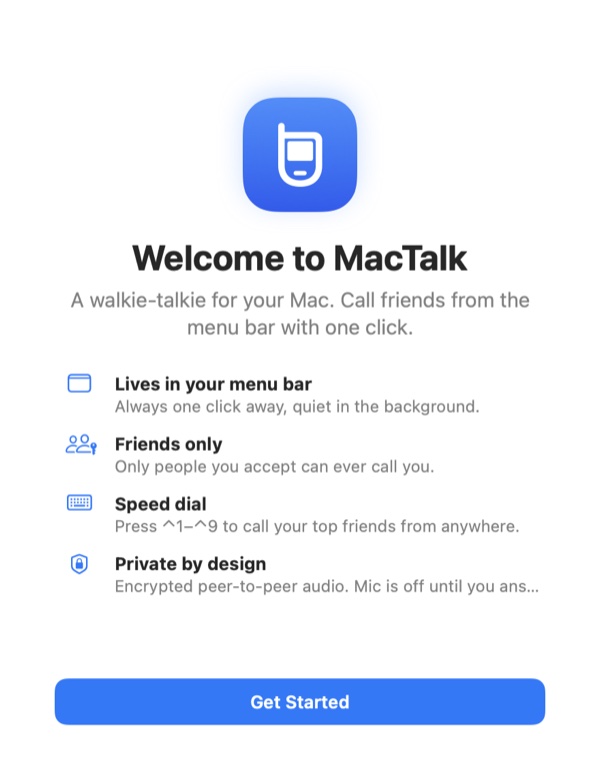 Welcome to MacTalk
A walkie-talkie for your Mac. Call friends from the
menu bar with one click.
Lives in your menu bar
Always one click away, quiet in the background.
Friends only
Only people you accept can ever call you.
Speed dial
Press ^1–^9 to call your top friends from anywhere.
Private by design
Encrypted peer-to-peer audio. Mic is off until you ans...
Get Started